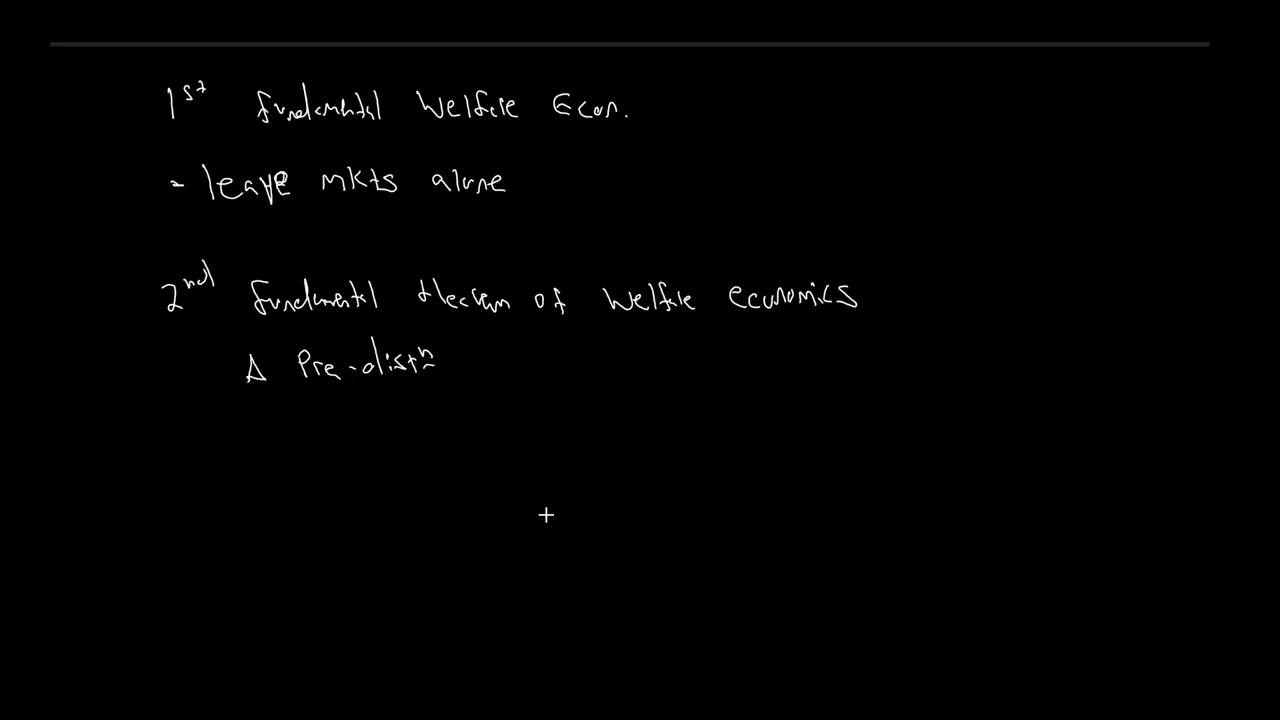 1st Fundamental Welfare Econ.
- leave mkts alone
2nd Fundamental theorem of Welfare economics
Δ Pre-distn